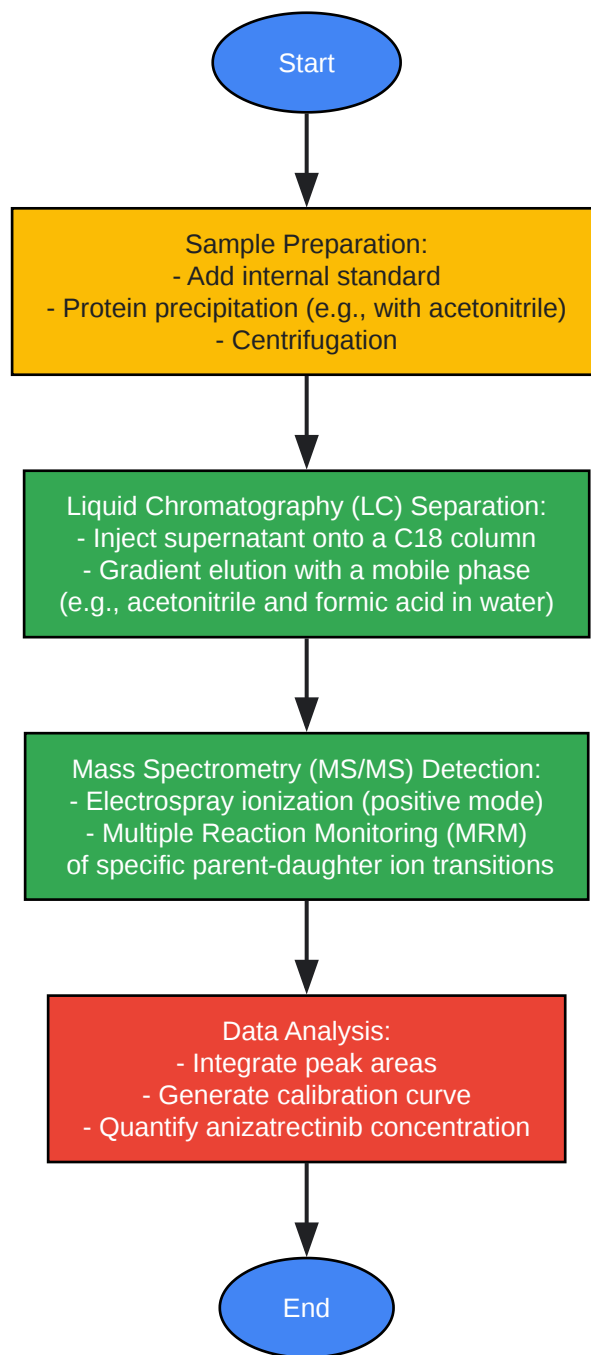 Start
Sample Preparation:
- Add internal standard
- Protein precipitation (e.g., with acetonitrile)
- Centrifugation
Liquid Chromatography (LC) Separation:
- Inject supernatant onto a C18 column
- Gradient elution with a mobile phase
(e.g., acetonitrile and formic acid in water)
Mass Spectrometry (MS/MS) Detection:
- Electrospray ionization (positive mode)
- Multiple Reaction Monitoring (MRM)
of specific parent-daughter ion transitions
Data Analysis:
- Integrate peak areas
- Generate calibration curve
- Quantify anizatrectinib concentration
End